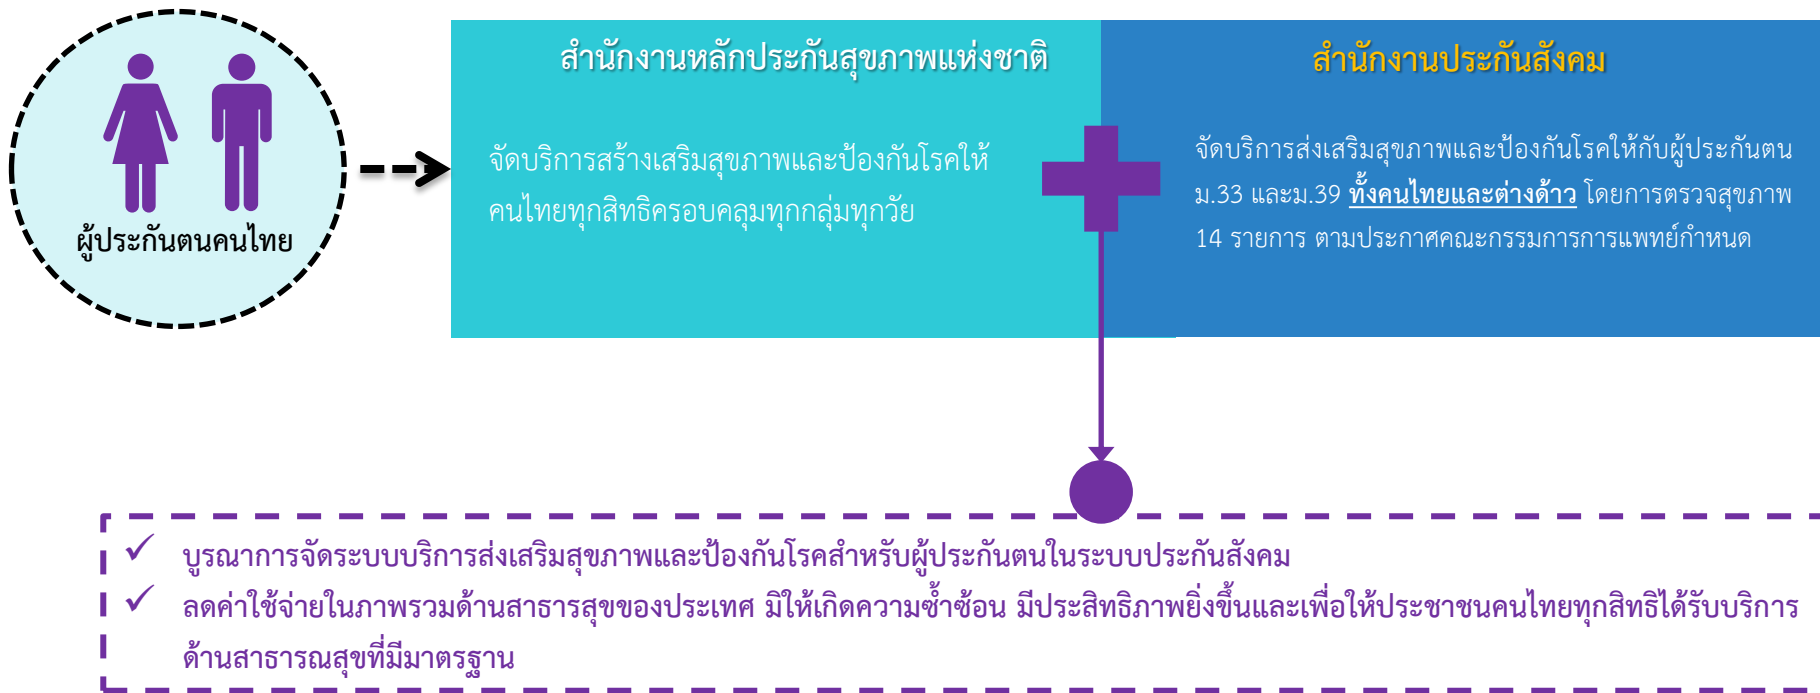 ผู้ประกันตนคนไทย
สำนักงานหลักประกันสุขภาพแห่งชาติ
จัดบริการสร้างเสริมสุขภาพและป้องกันโรคให้
คนไทยทุกสิทธิครอบคลุมทุกกลุ่มทุกวัย
สำนักงานประกันสังคม
จัดบริการส่งเสริมสุขภาพและป้องกันโรคให้กับผู้ประกันตน
ม.33 และม.39 ทั้งคนไทยและต่างด้าว โดยการตรวจสุขภาพ
14 รายการ ตามประกาศคณะกรรมการการแพทย์กำหนด
✓ บูรณาการจัดระบบบริการส่งเสริมสุขภาพและป้องกันโรคสำหรับผู้ประกันตนในระบบประกันสังคม
✓ ลดค่าใช้จ่ายในภาพรวมด้านสาธารสุขของประเทศ มิให้เกิดความซ้ำซ้อน มีประสิทธิภาพยิ่งขึ้นและเพื่อให้ประชาชนคนไทยทุกสิทธิได้รับบริการ
ด้านสาธารณสุขที่มีมาตรฐาน